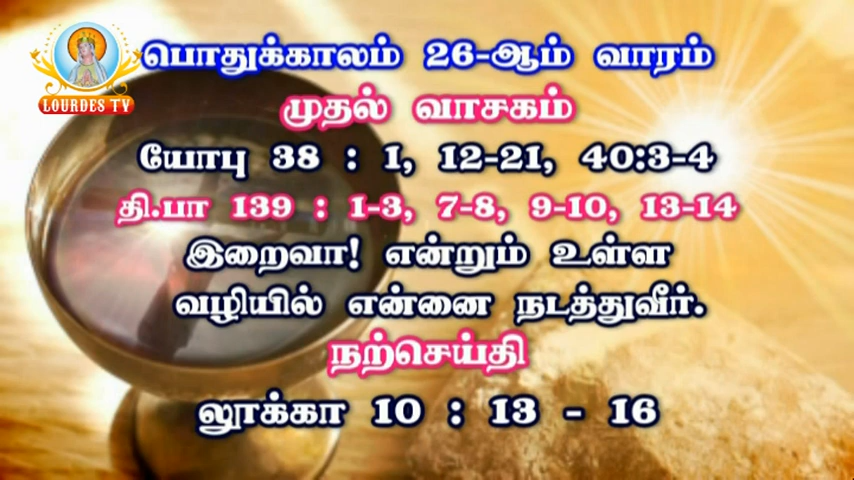 LOURDES TV
பொதுக்காலம் 26-ஆம் வாரம்
முதல் வாசகம்
யோபு 38 : 1, 12-21, 40:3-4
தி.பா 139 : 1-3, 7-8, 9-10, 13-14
இறைவா! என்றும் உள்ள
வழியில் என்னை நடத்துவீர்.
நற்செய்தி
லூக்கா 10 : 13 - 16